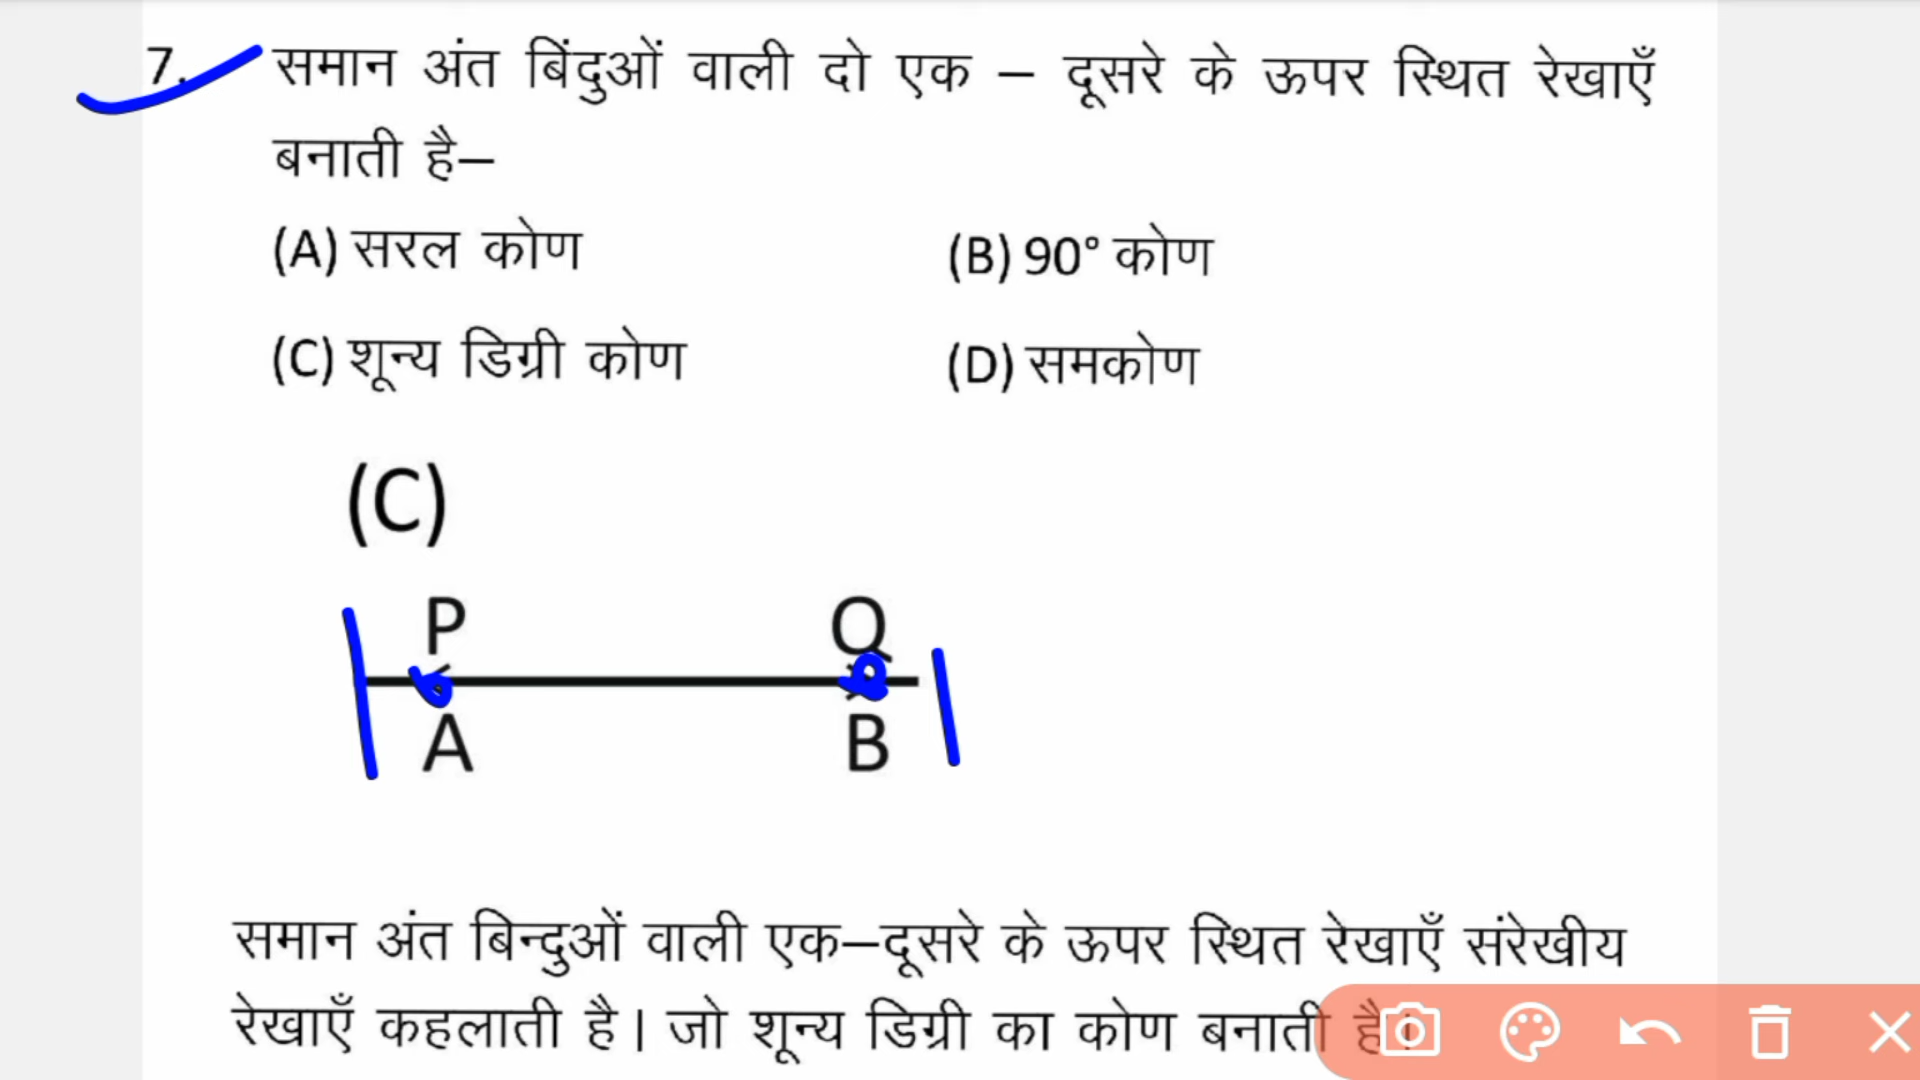 7. समान अंत बिंदुओं वाली दो एक – दूसरे के ऊपर स्थित रेखाएँ
बनाती है–
(A) सरल कोण (B) 90° कोण
(C) शून्य डिग्री कोण (D) समकोण
(C)
P Q
A B
समान अंत बिन्दुओं वाली एक–दूसरे के ऊपर स्थित रेखाएँ संरेखीय
रेखाएँ कहलाती है। जो शून्य डिग्री का कोण बनाती है।